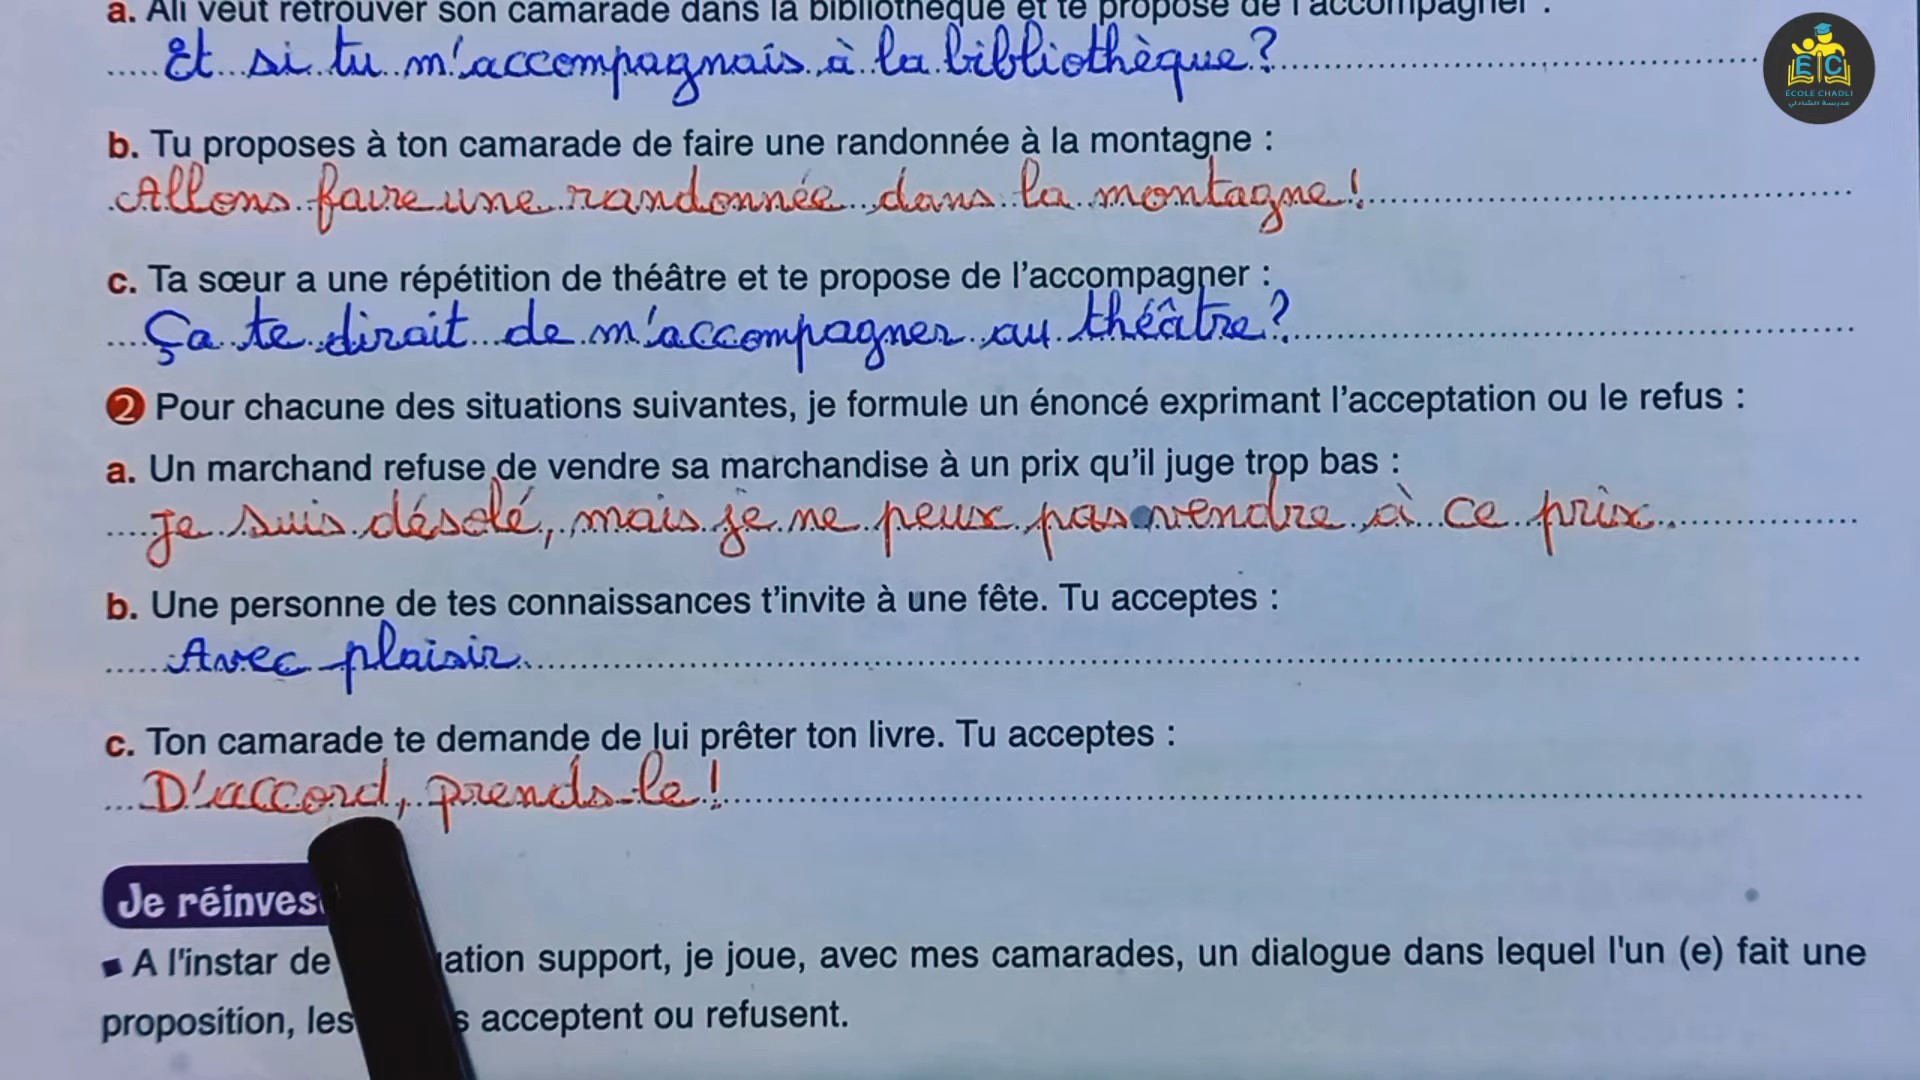 a. Ali veut retrouver son camarade dans la bibliothèque et te propose de l'accompagner :
Et si tu m'accompagnais à la bibliothèque?
b. Tu proposes à ton camarade de faire une randonnée à la montagne :
Allons faire une randonnée dans la montagne!
c. Ta sœur a une répétition de théâtre et te propose de l'accompagner :
Ça te dirait de m'accompagner au théâtre?
2 Pour chacune des situations suivantes, je formule un énoncé exprimant l'acceptation ou le refus :
a. Un marchand refuse de vendre sa marchandise à un prix qu'il juge trop bas :
Je suis désolé, mais je ne peux pas vendre à ce prix.
b. Une personne de tes connaissances t'invite à une fête. Tu acceptes :
Avec plaisir.
c. Ton camarade te demande de lui prêter ton livre. Tu acceptes :
D'accord, prends-le!
Je réinves
A l'instar de ation support, je joue, avec mes camarades, un dialogue dans lequel l'un (e) fait une
proposition, les s acceptent ou refusent.
ETC
ÉCOLE CHADLI
مدرسة الشادلي